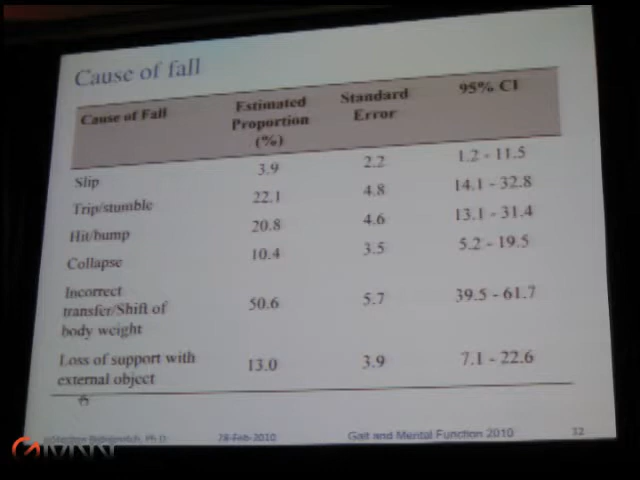 Cause of fall
Cause of Fall Estimated Proportion (%) Standard Error 95% CI
Slip 3.9 2.2 1.2 - 11.5
Trip/stumble 22.1 4.8 14.1 - 32.8
Hit/bump 20.8 4.6 13.1 - 31.4
Collapse 10.4 3.5 5.2 - 19.5
Incorrect
transfer/Shift of
body weight 50.6 5.7 39.5 - 61.7
Loss of support with
external object 13.0 3.9 7.1 - 22.6
Ph.D. 28-Feb-2010 Gait and Mental Function 2010 32